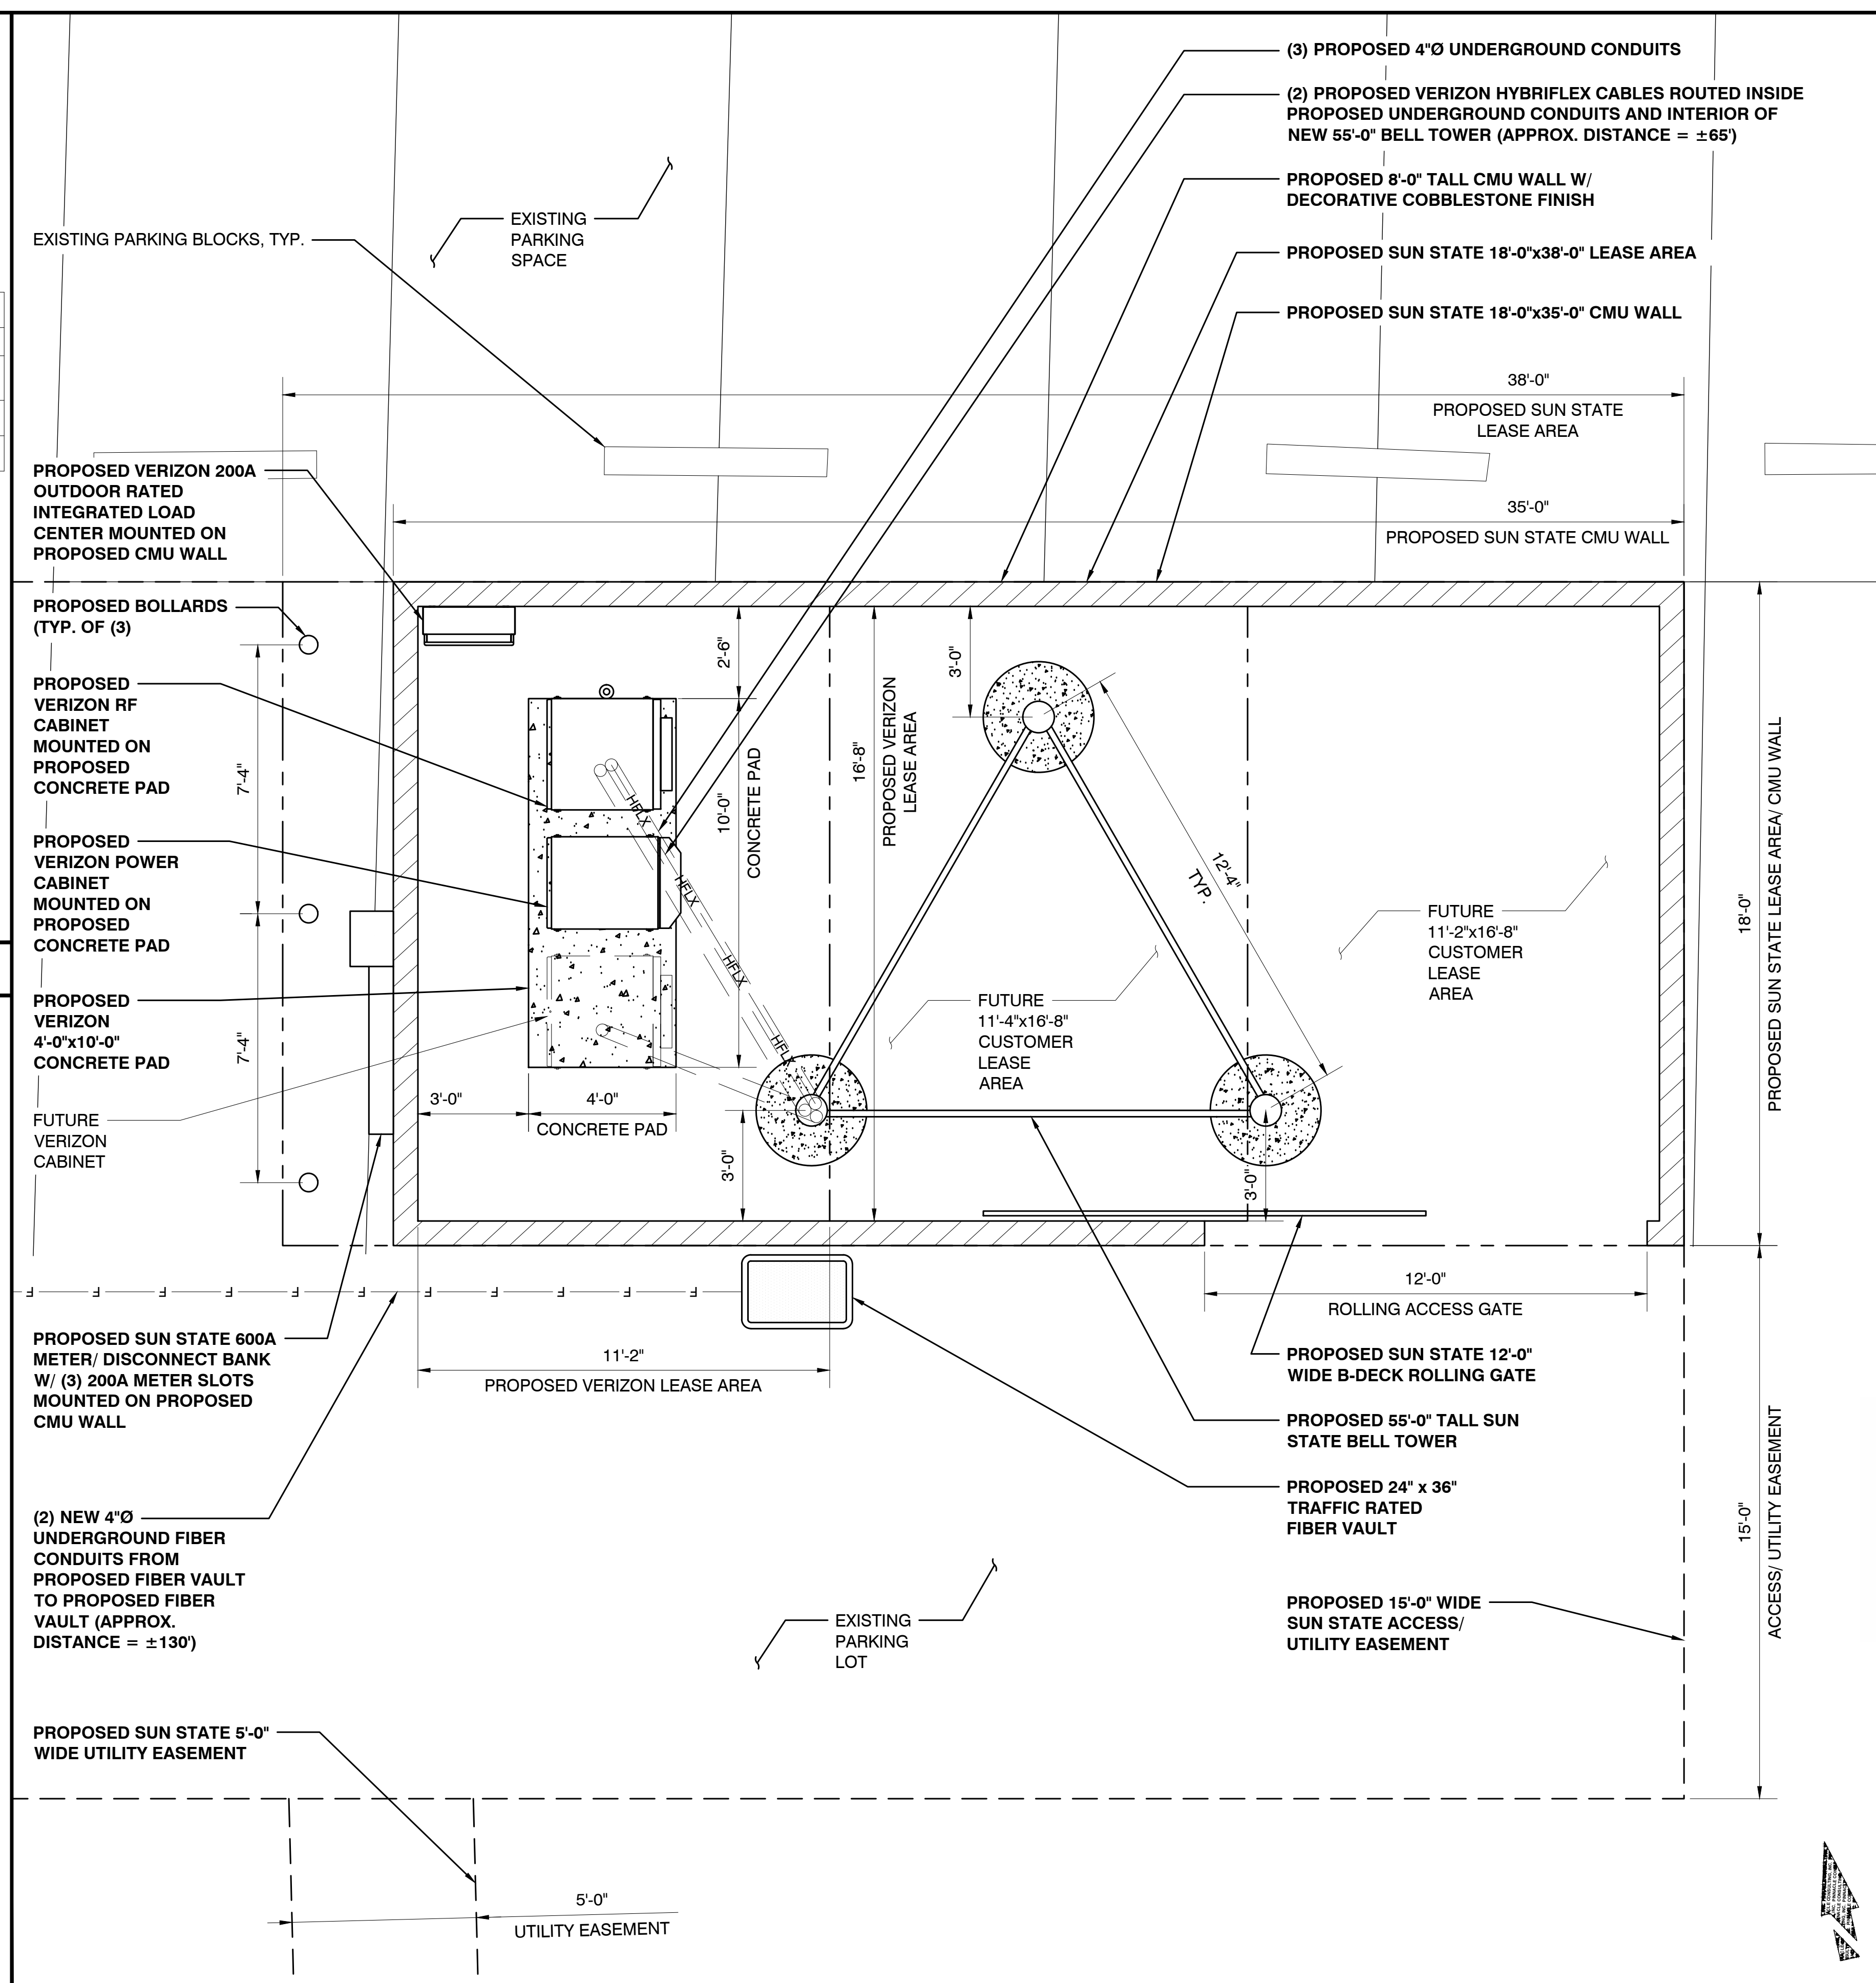 (3) PROPOSED 4"Ø UNDERGROUND CONDUITS
(2) PROPOSED VERIZON HYBRIFLEX CABLES ROUTED INSIDE
PROPOSED UNDERGROUND CONDUITS AND INTERIOR OF
NEW 55'-0" BELL TOWER (APPROX. DISTANCE = ±65')
PROPOSED 8'-0" TALL CMU WALL W/
DECORATIVE COBBLESTONE FINISH
PROPOSED SUN STATE 18'-0"x38'-0" LEASE AREA
PROPOSED SUN STATE 18'-0"x35'-0" CMU WALL
EXISTING
PARKING
SPACE
EXISTING PARKING BLOCKS, TYP.
38'-0"
PROPOSED SUN STATE
LEASE AREA
35'-0"
PROPOSED SUN STATE CMU WALL
PROPOSED VERIZON 200A
OUTDOOR RATED
INTEGRATED LOAD
CENTER MOUNTED ON
PROPOSED CMU WALL
PROPOSED BOLLARDS
(TYP. OF (3)
PROPOSED
VERIZON RF
CABINET
MOUNTED ON
PROPOSED
CONCRETE PAD
PROPOSED
VERIZON POWER
CABINET
MOUNTED ON
PROPOSED
CONCRETE PAD
PROPOSED
VERIZON
4'-0"x10'-0"
CONCRETE PAD
FUTURE
VERIZON
CABINET
7'-4"
7'-4"
2'-6"
10'-0"
CONCRETE PAD
16'-8"
PROPOSED VERIZON
LEASE AREA
3'-0"
12'-4"
TYP.
HFLX
HFLX
HFLX
HFLX
3'-0"
4'-0"
CONCRETE PAD
3'-0"
3'-0"
FUTURE
11'-4"x16'-8"
CUSTOMER
LEASE
AREA
FUTURE
11'-2"x16'-8"
CUSTOMER
LEASE
AREA
18'-0"
PROPOSED SUN STATE LEASE AREA/ CMU WALL
F F F F F F F F F F
12'-0"
ROLLING ACCESS GATE
11'-2"
PROPOSED VERIZON LEASE AREA
PROPOSED SUN STATE 600A
METER/ DISCONNECT BANK
W/ (3) 200A METER SLOTS
MOUNTED ON PROPOSED
CMU WALL
(2) NEW 4"Ø
UNDERGROUND FIBER
CONDUITS FROM
PROPOSED FIBER VAULT
TO PROPOSED FIBER
VAULT (APPROX.
DISTANCE = ±130')
PROPOSED SUN STATE 5'-0"
WIDE UTILITY EASEMENT
PROPOSED SUN STATE 12'-0"
WIDE B-DECK ROLLING GATE
PROPOSED 55'-0" TALL SUN
STATE BELL TOWER
PROPOSED 24" x 36"
TRAFFIC RATED
FIBER VAULT
PROPOSED 15'-0" WIDE
SUN STATE ACCESS/
UTILITY EASEMENT
EXISTING
PARKING
LOT
15'-0"
ACCESS/ UTILITY EASEMENT
5'-0"
UTILITY EASEMENT